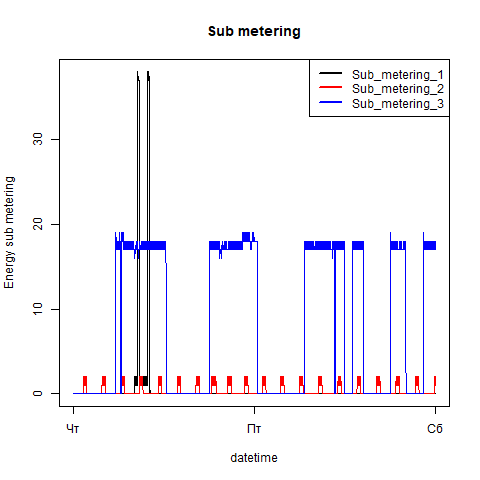 Sub metering
Sub_metering_1
Sub_metering_2
Sub_metering_3
Energy sub metering
30
20
10
0
Чт Пт Сб
datetime